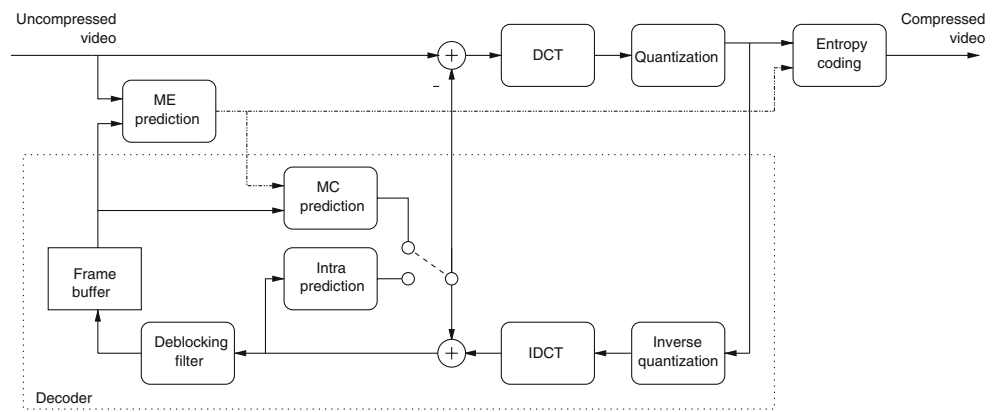 Uncompressed
video
Compressed
video
+
DCT
Quantization
Entropy
coding
–
ME
prediction
MC
prediction
Intra
prediction
Frame
buffer
Deblocking
filter
+
IDCT
Inverse
quantization
Decoder